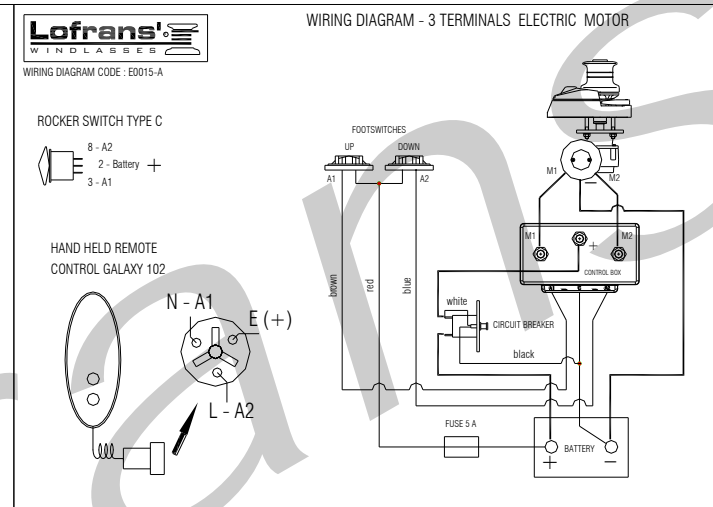 Lofrans'
WINDLASSES
WIRING DIAGRAM CODE : E0015-A
WIRING DIAGRAM - 3 TERMINALS ELECTRIC MOTOR
ROCKER SWITCH TYPE C
8 - A2
2 - Battery +
3 - A1
HAND HELD REMOTE
CONTROL GALAXY 102
N - A1
E (+)
L - A2
FOOTSWITCHES
UP DOWN
A1 A2
brown
red
blue
M1 M2
−
M1 M2
+
CONTROL BOX
white
CIRCUIT BREAKER
black
FUSE 5 A
BATTERY
+ −